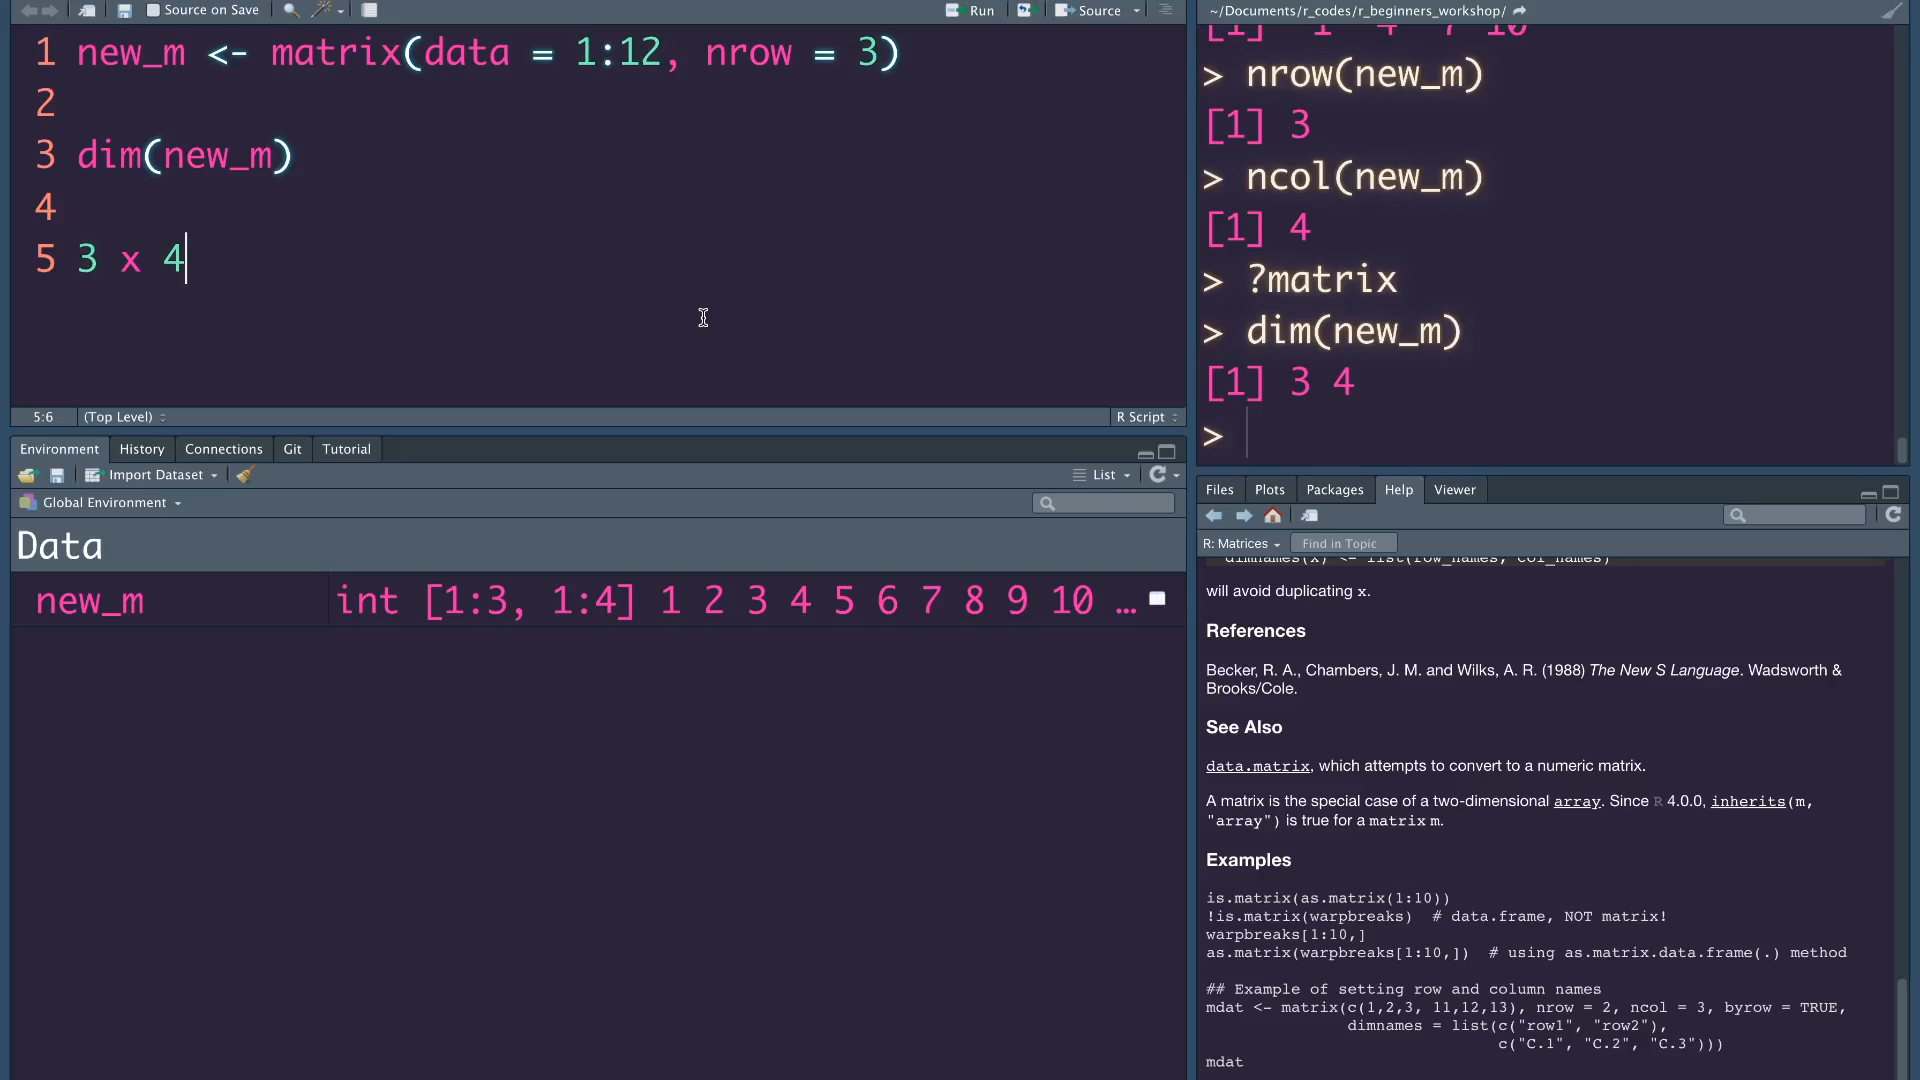 Source on Save
Run
Source
1 new_m <- matrix(data = 1:12, nrow = 3)
2
3 dim(new_m)
4
5 3 x 4
5:6
(Top Level)
R Script
Environment
History
Connections
Git
Tutorial
Import Dataset
List
Global Environment
Data
new_m
int [1:3, 1:4] 1 2 3 4 5 6 7 8 9 10 …
~/Documents/r_codes/r_beginners_workshop/
[1] 1 4 7 10
> nrow(new_m)
[1] 3
> ncol(new_m)
[1] 4
> ?matrix
> dim(new_m)
[1] 3 4
>
Files
Plots
Packages
Help
Viewer
R: Matrices
Find in Topic
dimnames(x) <- list(row_names, col_names)
will avoid duplicating x.
References
Becker, R. A., Chambers, J. M. and Wilks, A. R. (1988) The New S Language. Wadsworth &
Brooks/Cole.
See Also
data.matrix, which attempts to convert to a numeric matrix.
A matrix is the special case of a two-dimensional array. Since R 4.0.0, inherits(m,
"array") is true for a matrix m.
Examples
is.matrix(as.matrix(1:10))
!is.matrix(warpbreaks)  # data.frame, NOT matrix!
warpbreaks[1:10,]
as.matrix(warpbreaks[1:10,])  # using as.matrix.data.frame(.) method
## Example of setting row and column names
mdat <- matrix(c(1,2,3, 11,12,13), nrow = 2, ncol = 3, byrow = TRUE,
dimnames = list(c("row1", "row2"),
c("C.1", "C.2", "C.3")))
mdat